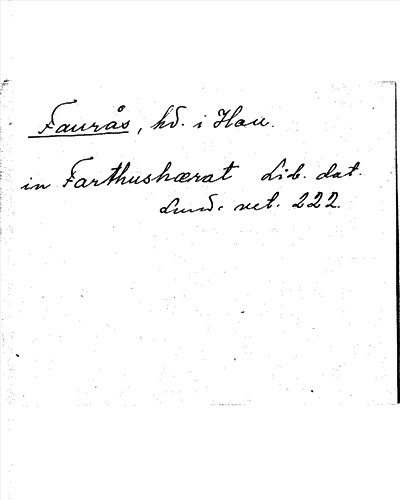 Faurås, hd. i Hall.
in Farthushærat Lib. dat.
Lund. vet. 222.